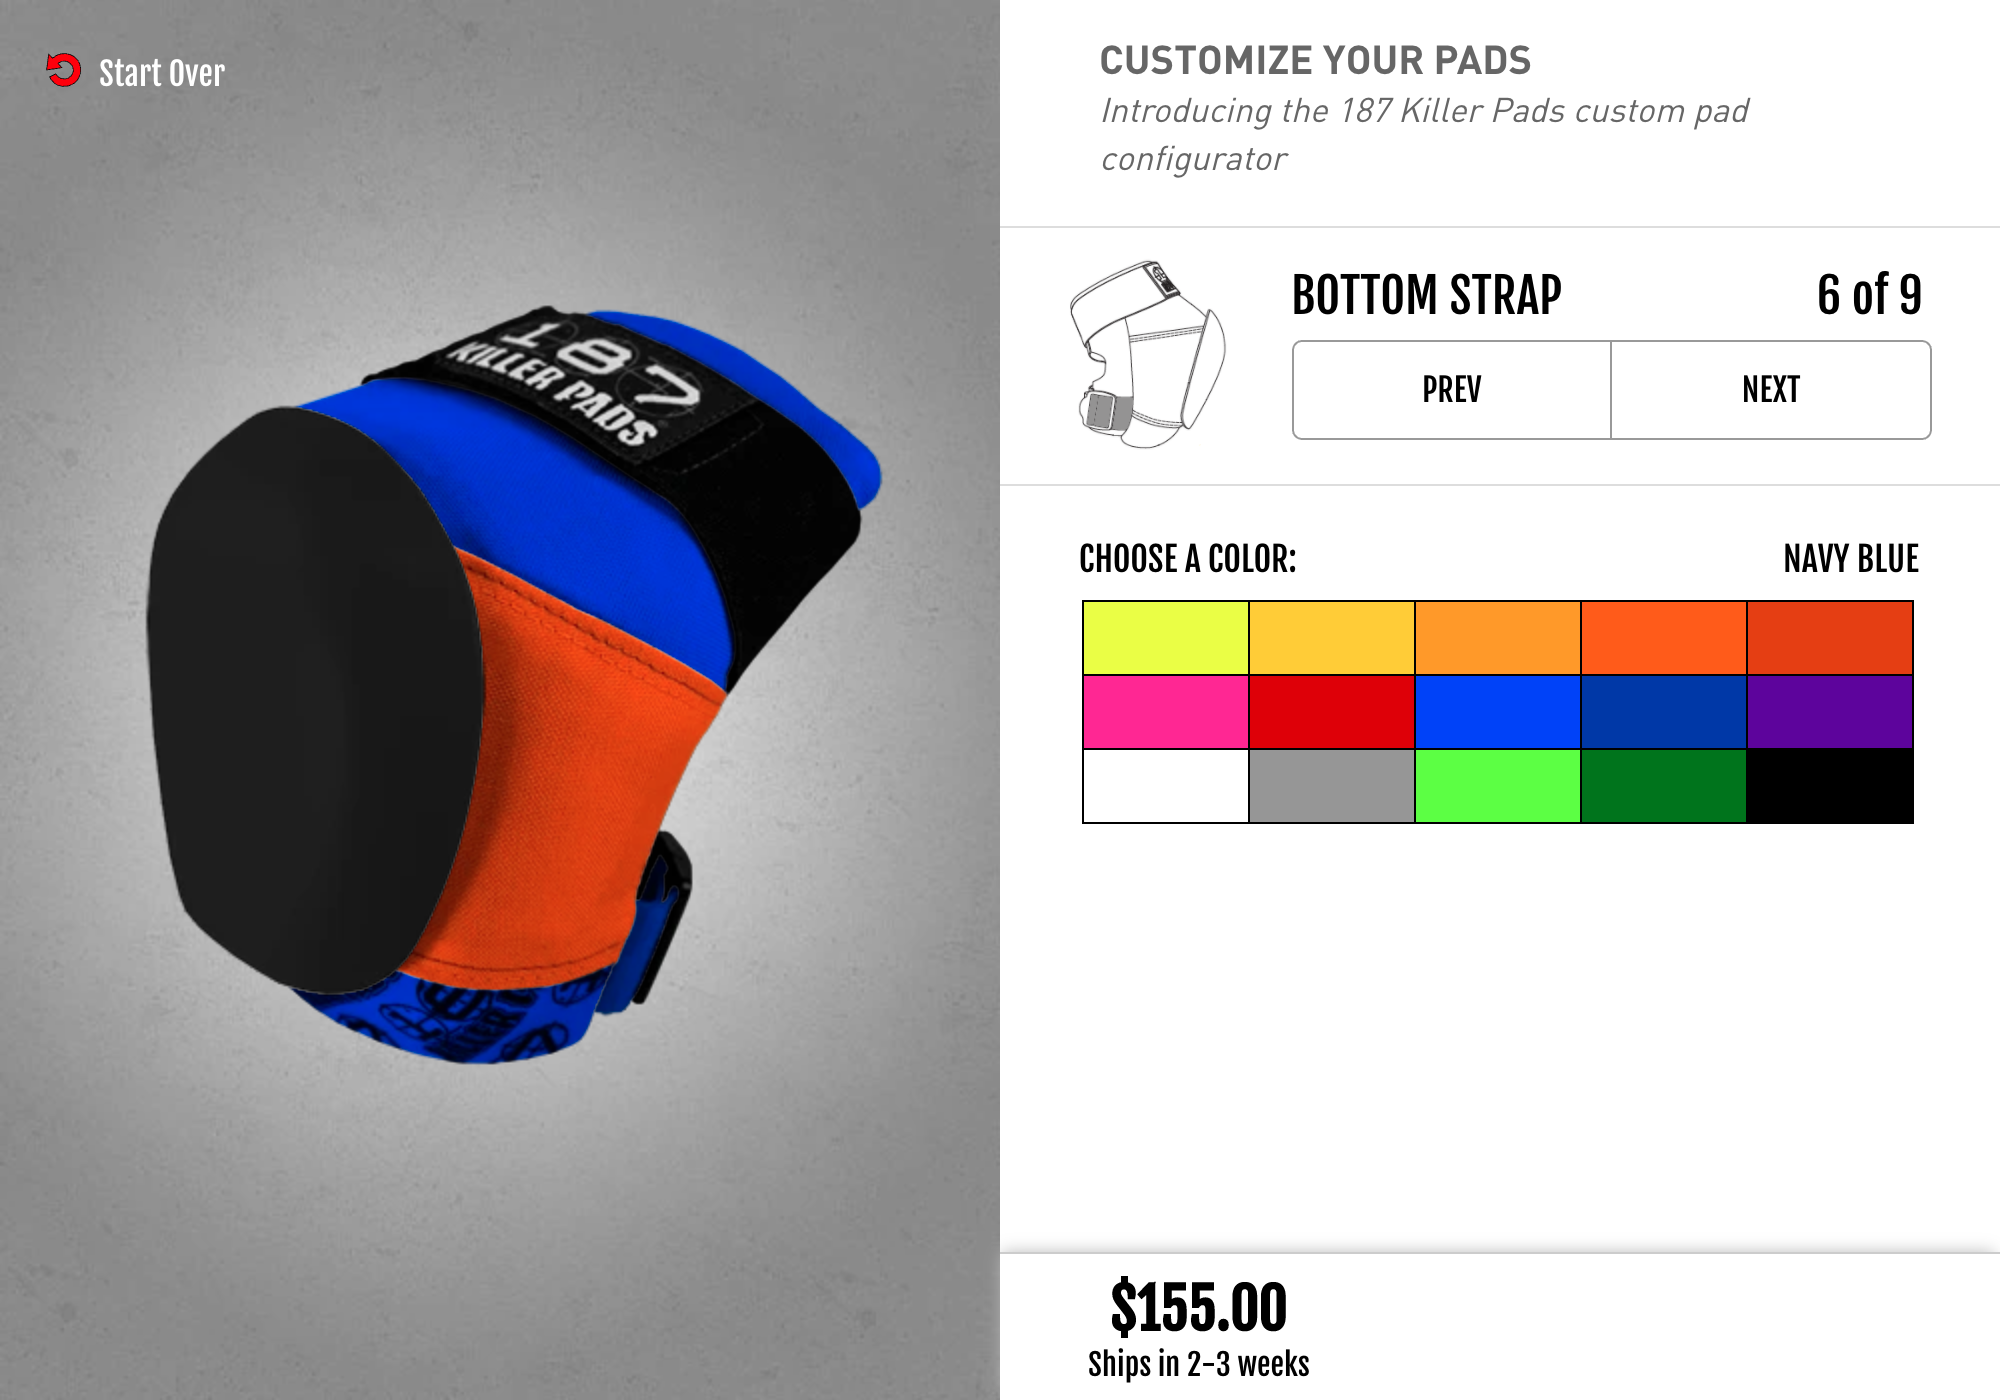 Start Over
187
KILLER PADS
CUSTOMIZE YOUR PADS
Introducing the 187 Killer Pads custom pad
configurator
BOTTOM STRAP
6 of 9
PREV
NEXT
CHOOSE A COLOR:
NAVY BLUE
$155.00
Ships in 2-3 weeks